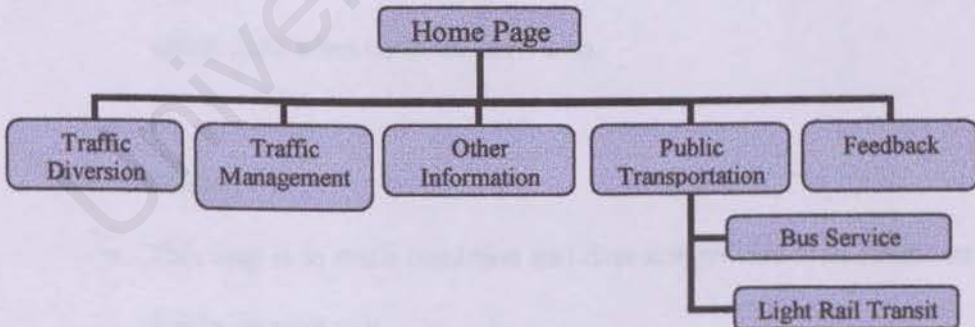 Home Page
Traffic
Diversion
Traffic
Management
Other
Information
Public
Transportation
Feedback
Bus Service
Light Rail Transit